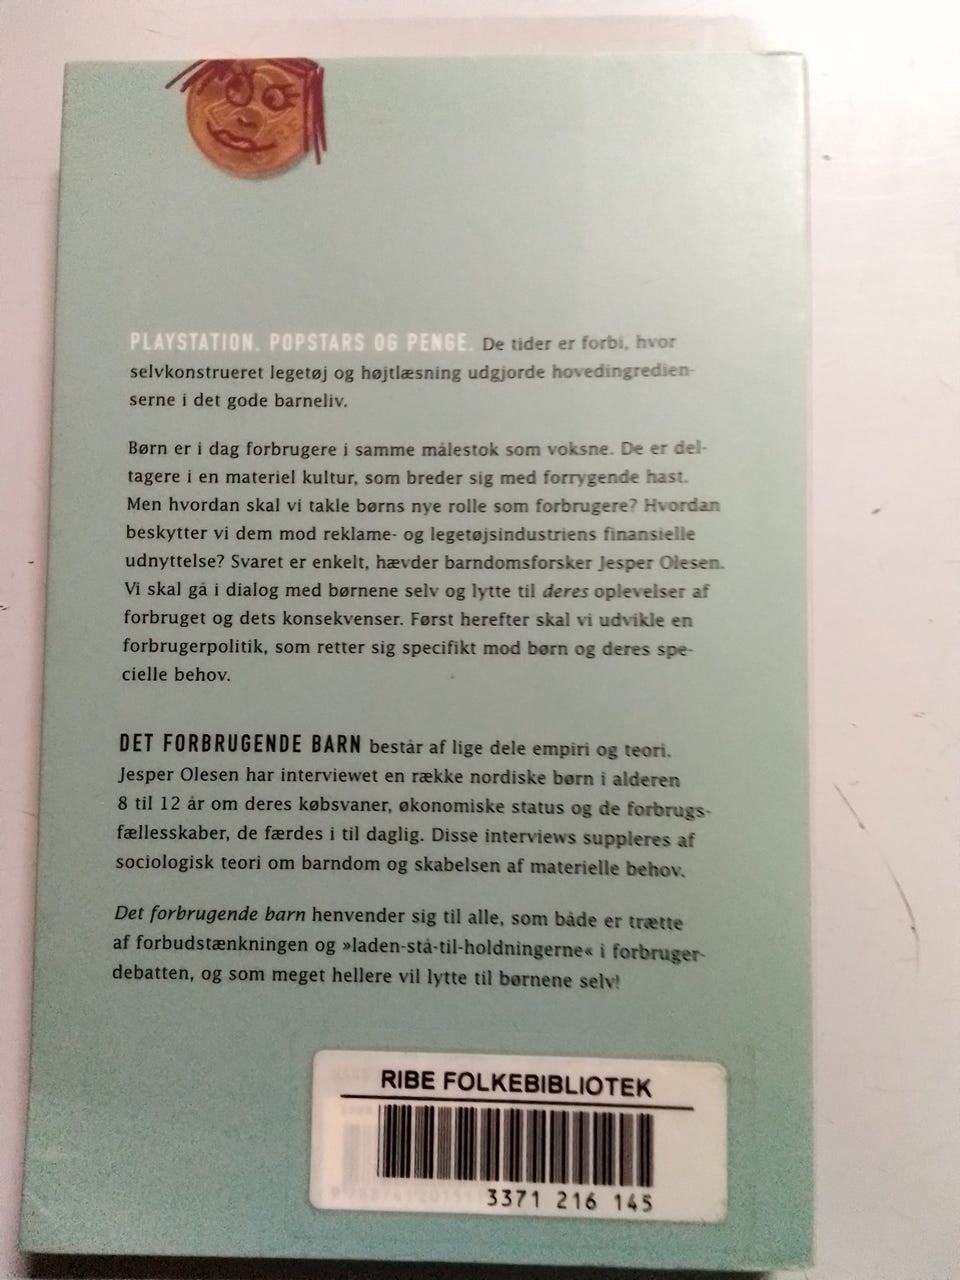 PLAYSTATION. POPSTARS OG PENGE. De tider er forbi, hvor
selvkonstrueret legetøj og højtlæsning udgjorde hovedingredien-
serne i det gode barneliv.
Børn er i dag forbrugere i samme målestok som voksne. De er del-
tagere i en materiel kultur, som breder sig med forrygende hast.
Men hvordan skal vi takle børns nye rolle som forbrugere? Hvordan
beskytter vi dem mod reklame- og legetøjsindustriens finansielle
udnyttelse? Svaret er enkelt, hævder barndomsforsker Jesper Olesen.
Vi skal gå i dialog med børnene selv og lytte til deres oplevelser af
forbruget og dets konsekvenser. Først herefter skal vi udvikle en
forbrugerpolitik, som retter sig specifikt mod børn og deres spe-
cielle behov.
DET FORBRUGENDE BARN består af lige dele empiri og teori.
Jesper Olesen har interviewet en række nordiske børn i alderen
8 til 12 år om deres købsvaner, økonomiske status og de forbrugs-
fællesskaber, de færdes i til daglig. Disse interviews suppleres af
sociologisk teori om barndom og skabelsen af materielle behov.
Det forbrugende barn henvender sig til alle, som både er trætte
af forbudstænkningen og »laden-stå-til-holdningerne« i forbruger-
debatten, og som meget hellere vil lytte til børnene selv!
RIBE FOLKEBIBLIOTEK
3371 216 145